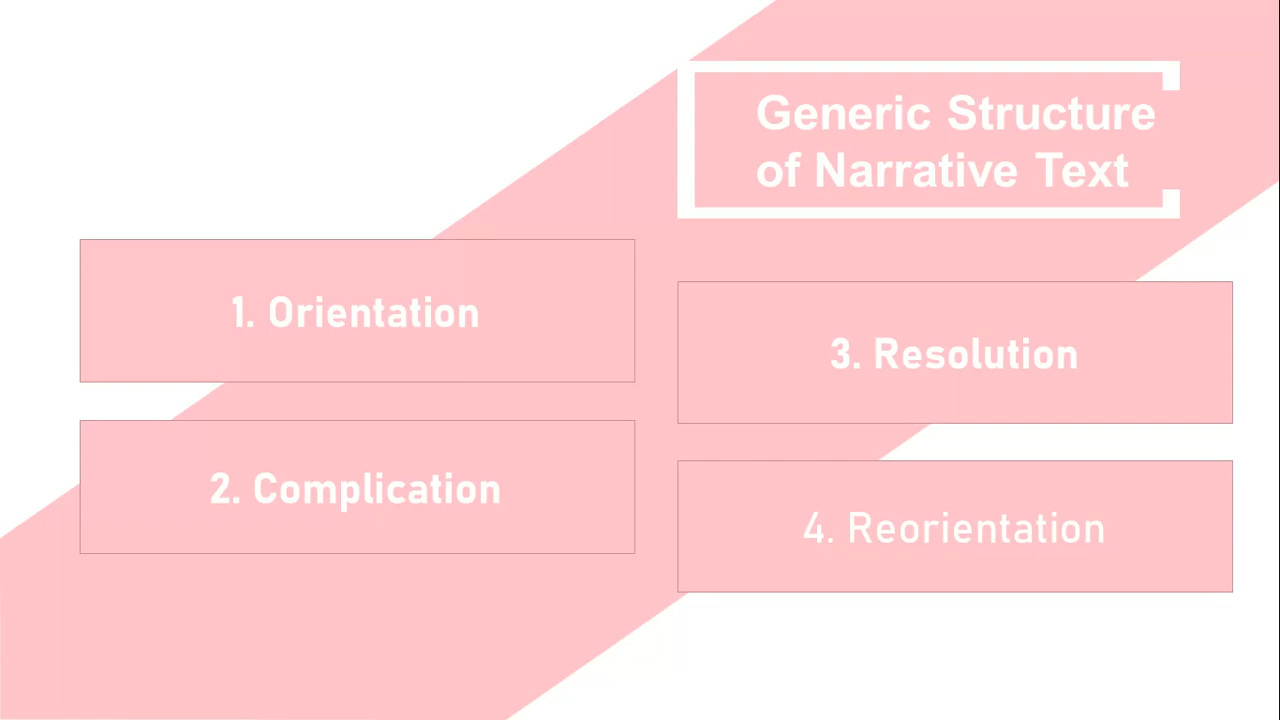 Generic Structure
of Narrative Text
1. Orientation
2. Complication
3. Resolution
4. Reorientation